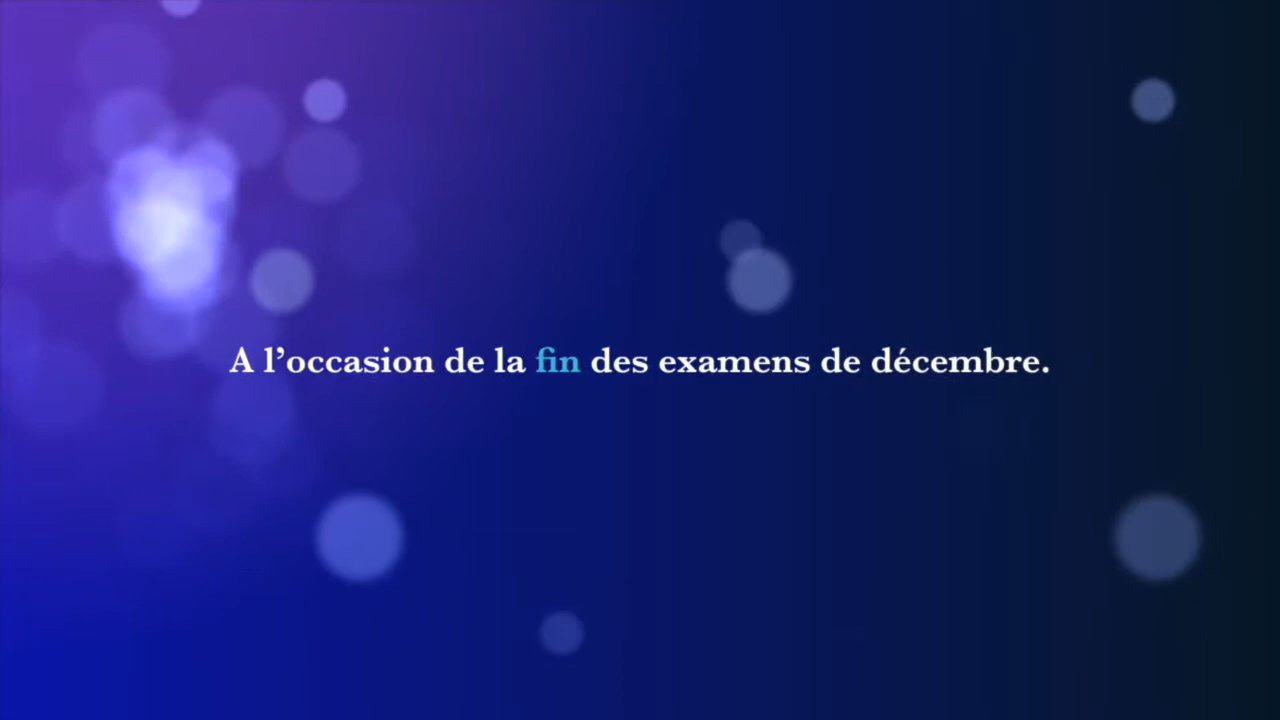 A l’occasion de la fin des examens de décembre.